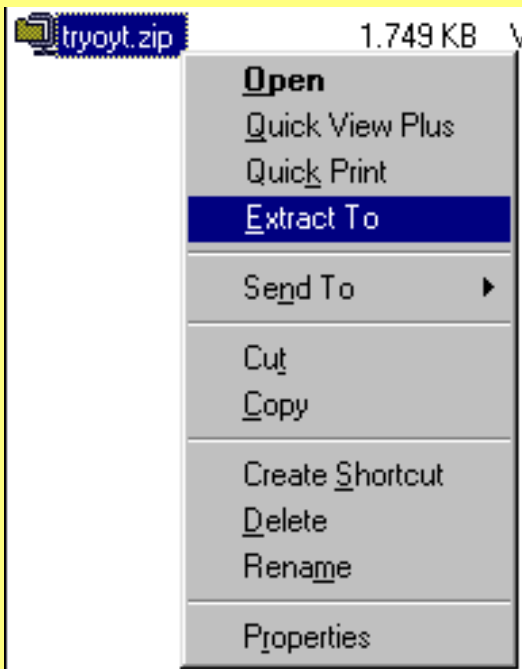 tryoyt.zip 1.749 KB
Open
Quick View Plus
Quick Print
Extract To
Send To
Cut
Copy
Create Shortcut
Delete
Rename
Properties